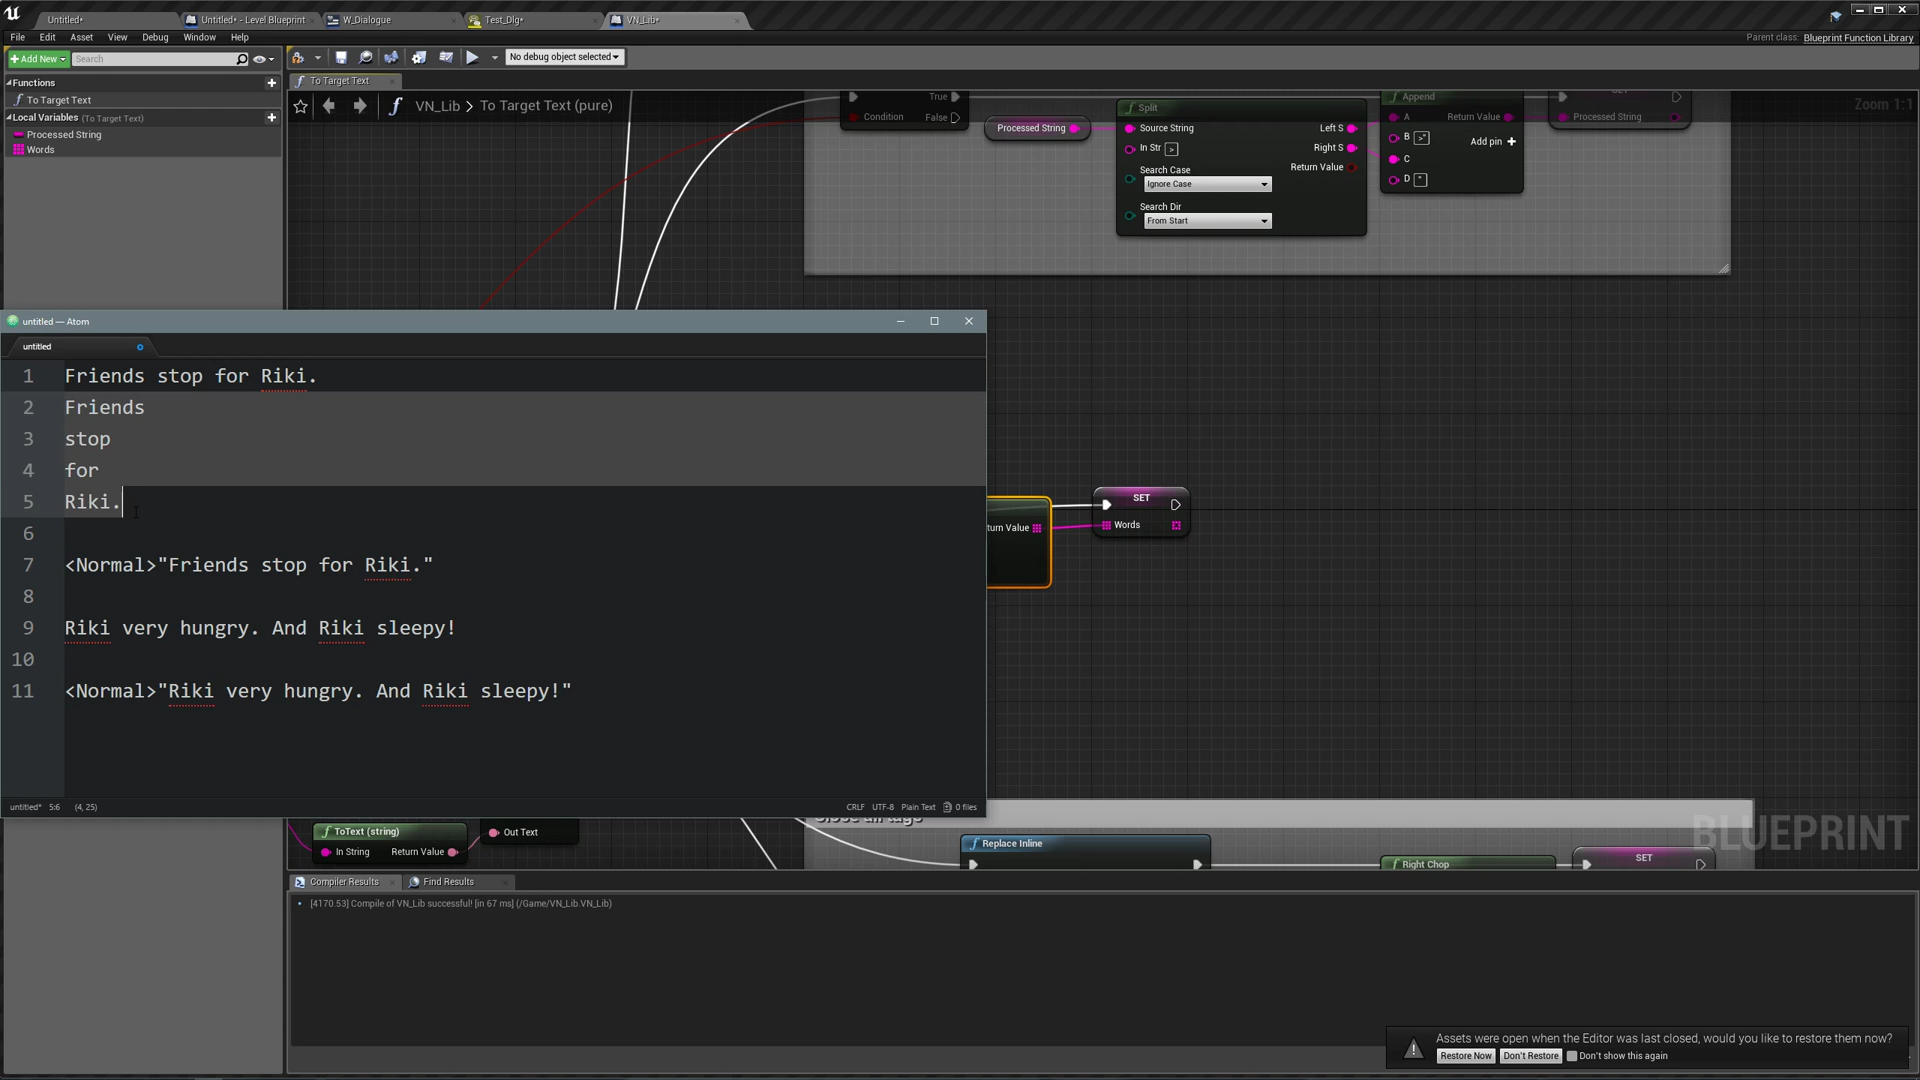 Untitled*
Untitled* - Level Blueprint
W_Dialogue
Test_Dlg*
VN_Lib*
File
Edit
Asset
View
Debug
Window
Help
Parent class:
Blueprint Function Library
Add New
Search
No debug object selected
Functions
To Target Text
Local Variables (To Target Text)
Processed String
Words
To Target Text
VN_Lib > To Target Text (pure)
Zoom 1:1
True
Condition
False
Processed String
Split
Source String
Left S
In Str
>
Right S
Return Value
Search Case
Ignore Case
Search Dir
From Start
Append
A
Return Value
B
>"
Add pin +
C
D
"
Processed String
untitled — Atom
untitled
1 Friends stop for Riki.
2 Friends
3 stop
4 for
5 Riki.
6
7 <Normal>"Friends stop for Riki."
8
9 Riki very hungry. And Riki sleepy!
10
11 <Normal>"Riki very hungry. And Riki sleepy!"
untitled* 5:6 (4, 25)
CRLF UTF-8 Plain Text 0 files
turn Value
SET
Words
ToText (string)
In String
Return Value
Out Text
Close all tags
Replace Inline
Right Chop
SET
BLUEPRINT
Compiler Results
Find Results
[4170.53] Compile of VN_Lib successful! [in 67 ms] (/Game/VN_Lib.VN_Lib)
Assets were open when the Editor was last closed, would you like to restore them now?
Restore Now
Don't Restore
Don't show this again